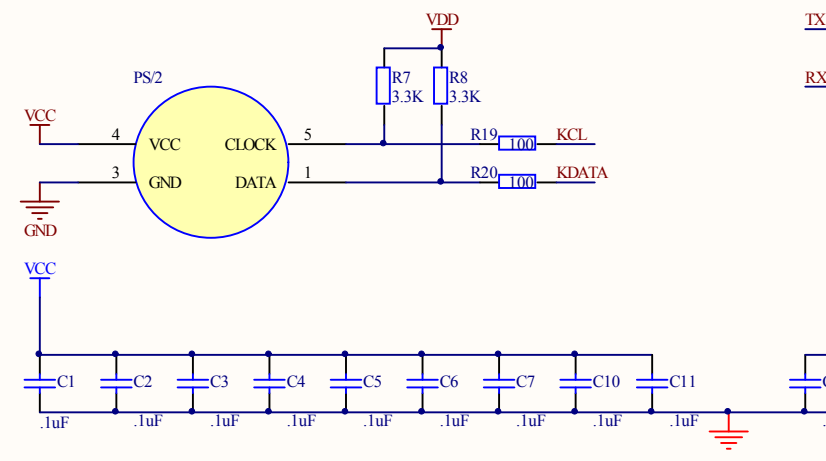 VDD
TX
PS/2
R7
R8
3.3K
3.3K
RX
VCC
4
VCC
CLOCK
5
R19
100
KCL
3
GND
DATA
1
R20
100
KDATA
GND
VCC
C1
C2
C3
C4
C5
C6
C7
C10
C11
.1uF
.1uF
.1uF
.1uF
.1uF
.1uF
.1uF
.1uF
.1uF